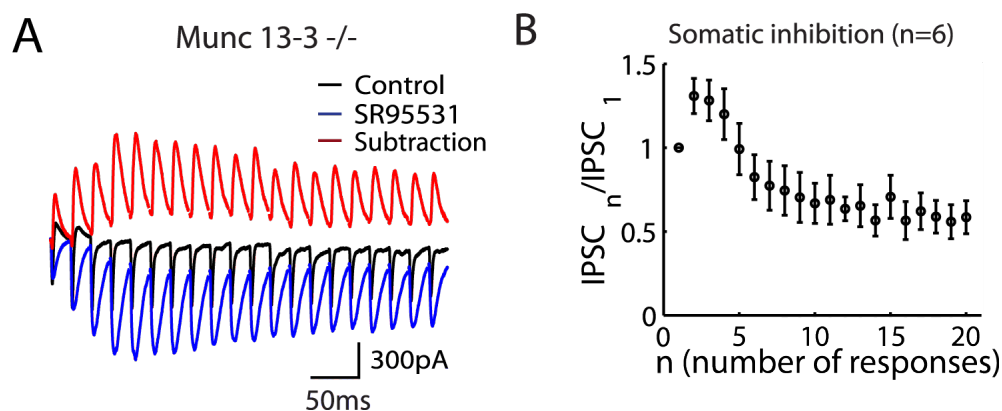 A
Munc 13-3 -/-
Control
SR95531
Subtraction
300pA
50ms
B
Somatic inhibition (n=6)
IPSC n/IPSC 1
1.5
1
0.5
0
0 5 10 15 20
n (number of responses)